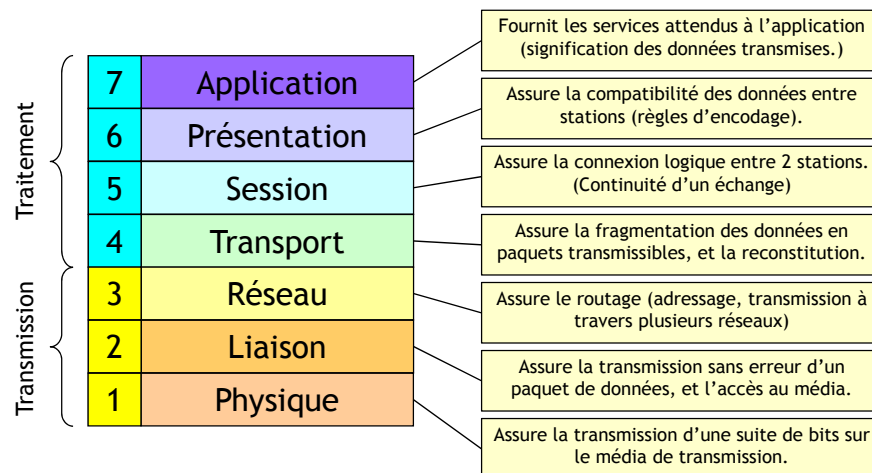 Traitement
Transmission
7 Application
6 Présentation
5 Session
4 Transport
3 Réseau
2 Liaison
1 Physique
Fournit les services attendus à l’application
(signification des données transmises.)
Assure la compatibilité des données entre
stations (règles d’encodage).
Assure la connexion logique entre 2 stations.
(Continuité d’un échange)
Assure la fragmentation des données en
paquets transmissibles, et la reconstitution.
Assure le routage (adressage, transmission à
travers plusieurs réseaux)
Assure la transmission sans erreur d’un
paquet de données, et l’accès au média.
Assure la transmission d’une suite de bits sur
le média de transmission.